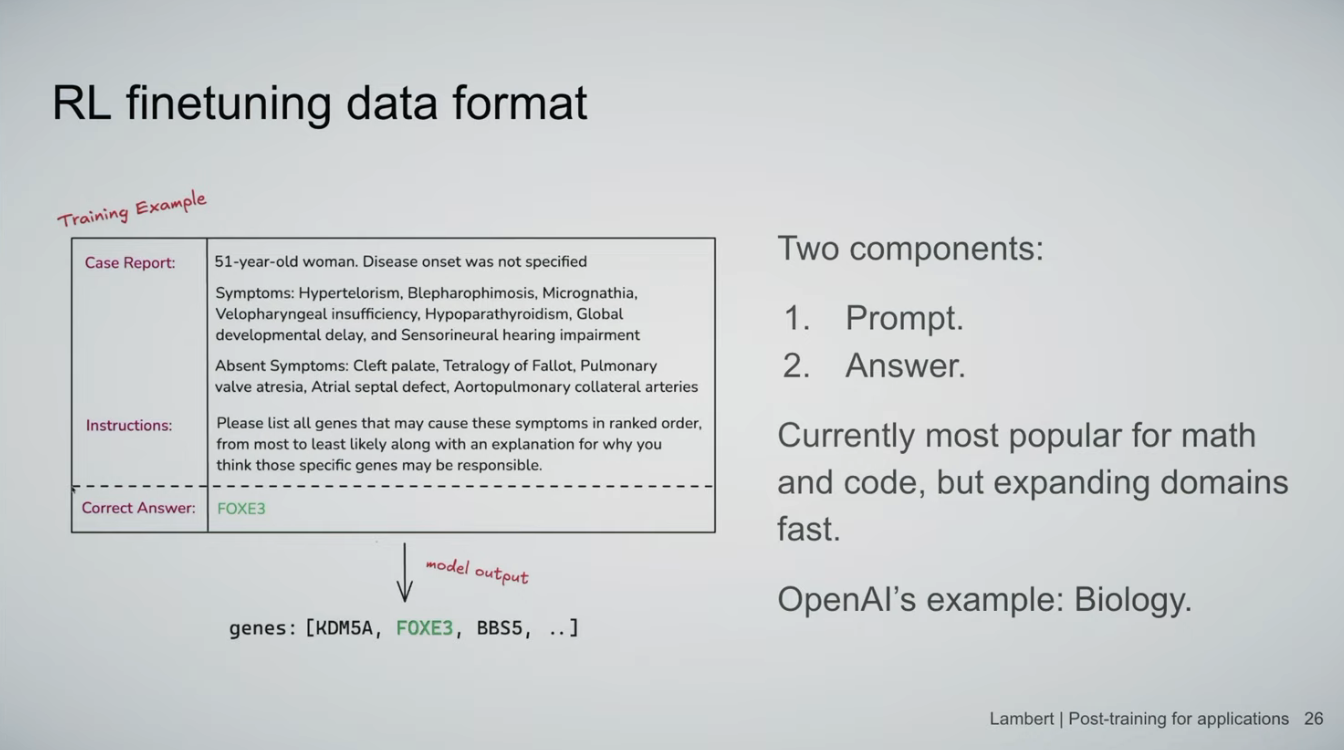 RL finetuning data format
Training Example
Case Report:
51-year-old woman. Disease onset was not specified
Symptoms: Hypertelorism, Blepharophimosis, Micrognathia,
Velopharyngeal insufficiency, Hypoparathyroidism, Global
developmental delay, and Sensorineural hearing impairment
Absent Symptoms: Cleft palate, Tetralogy of Fallot, Pulmonary
valve atresia, Atrial septal defect, Aortopulmonary collateral arteries
Instructions:
Please list all genes that may cause these symptoms in ranked order,
from most to least likely along with an explanation for why you
think those specific genes may be responsible.
Correct Answer:
FOXE3
model output
genes: [KDM5A, FOXE3, BBS5, ..]
Two components:
1. Prompt.
2. Answer.
Currently most popular for math
and code, but expanding domains
fast.
OpenAI's example: Biology.
Lambert | Post-training for applications 26